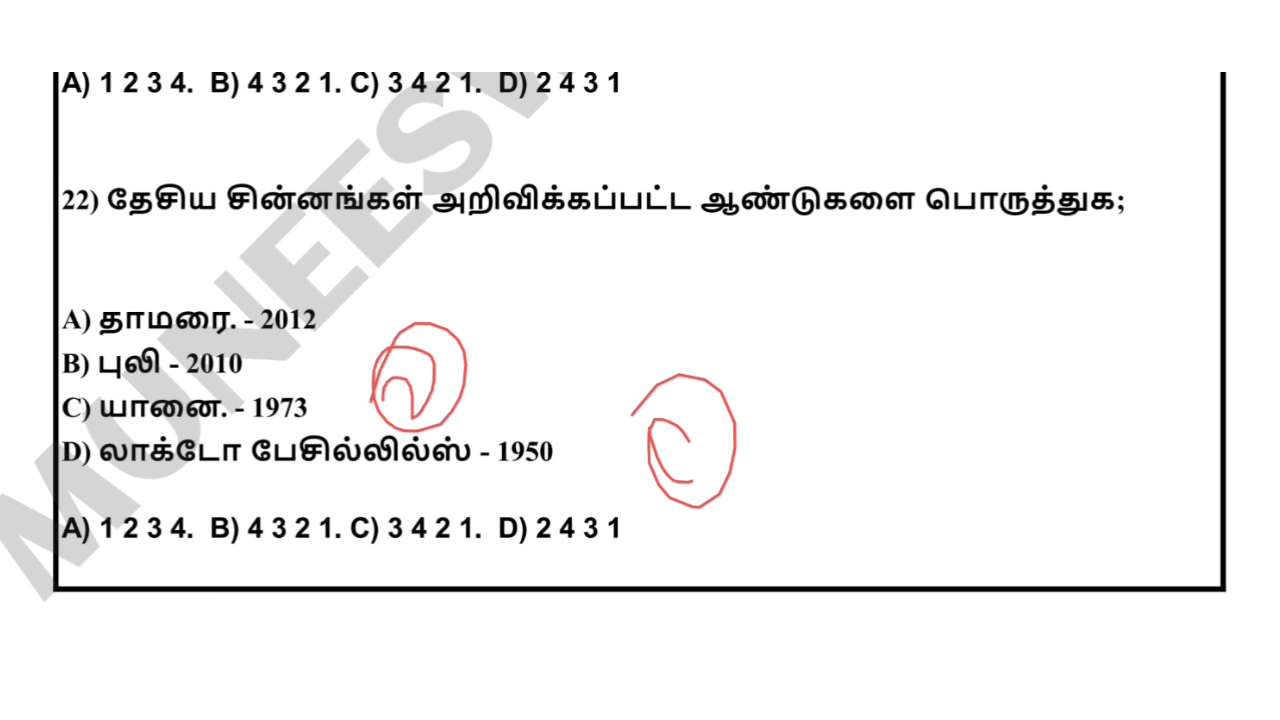 A) 1 2 3 4. B) 4 3 2 1. C) 3 4 2 1. D) 2 4 3 1
22) தேசிய சின்னங்கள் அறிவிக்கப்பட்ட ஆண்டுகளை பொருத்துக;
A) தாமரை. - 2012
B) புலி - 2010
C) யானை. - 1973
D) லாக்டோ பேசில்லில்ஸ் - 1950
A) 1 2 3 4. B) 4 3 2 1. C) 3 4 2 1. D) 2 4 3 1
MUNEES